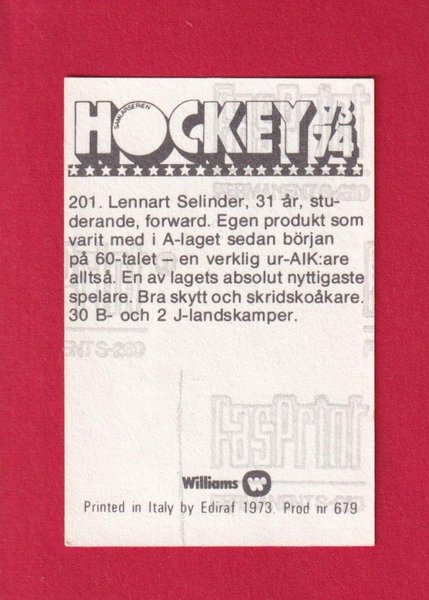 SAMLARSERIEN
HOCKEY 73
74
201. Lennart Selinder, 31 år, stu-
derande, forward. Egen produkt som
varit med i A-laget sedan början
på 60-talet – en verklig ur-AIK:are
alltså. En av lagets absolut nyttigaste
spelare. Bra skytt och skridskoåkare.
30 B- och 2 J-landskamper.
FasPrint
Williams W
Printed in Italy by Ediraf 1973. Prod nr 679